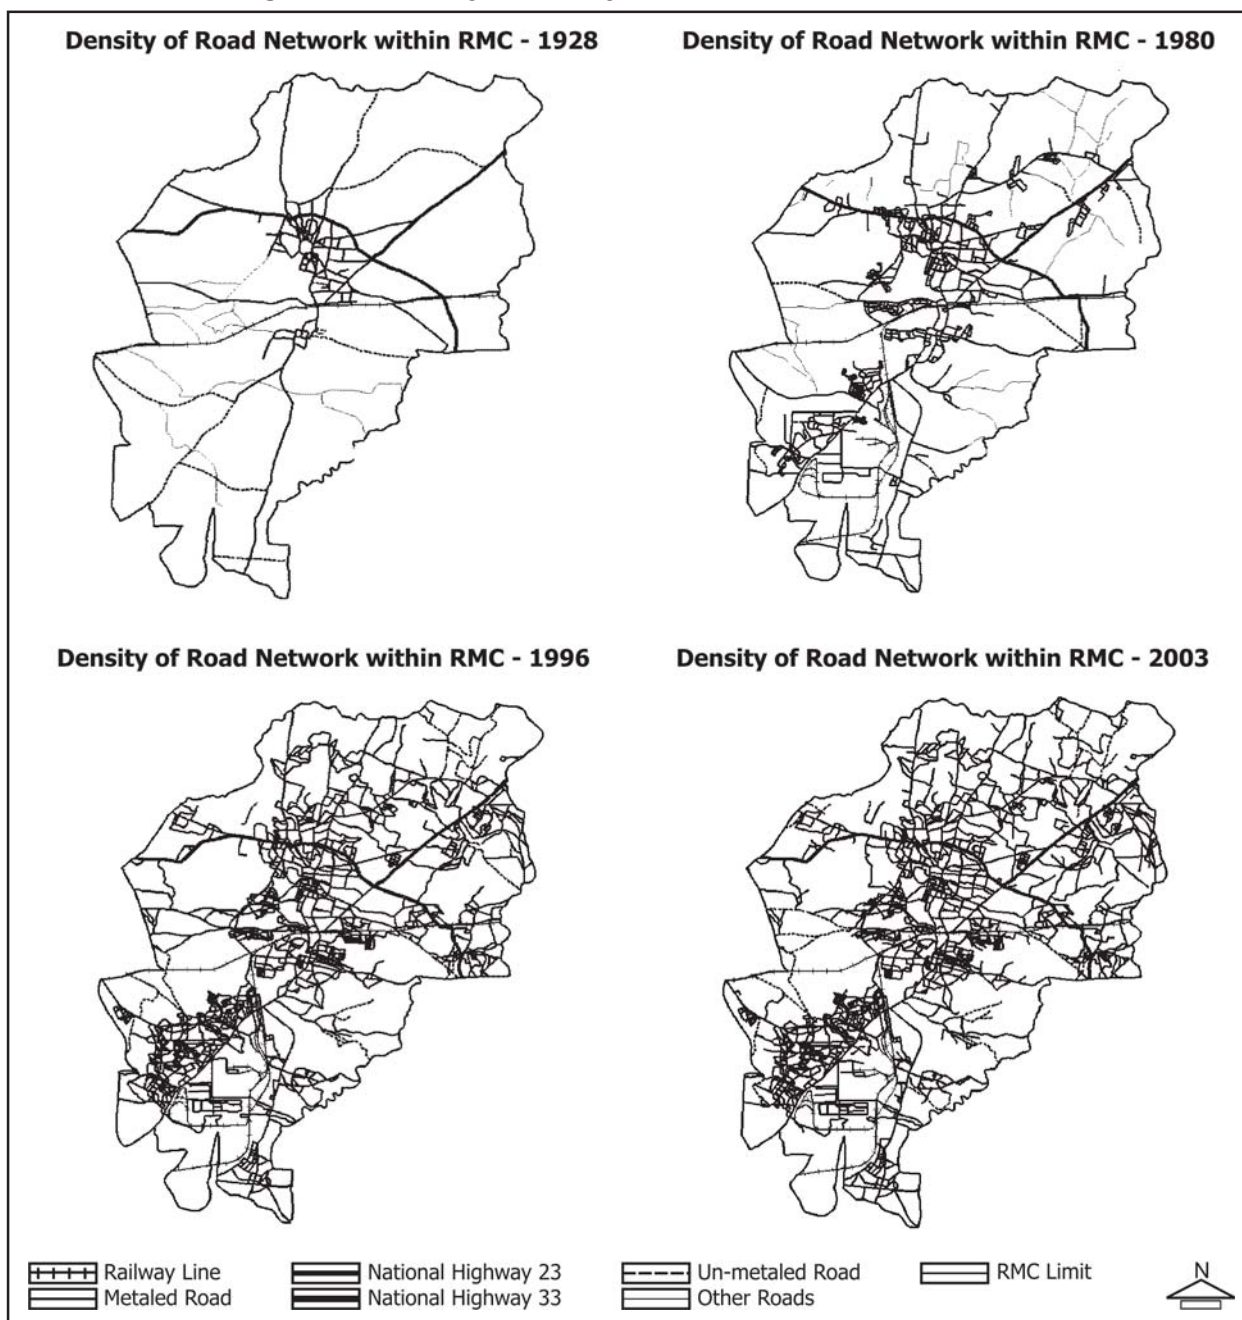 Density of Road Network within RMC - 1928
Density of Road Network within RMC - 1980
Density of Road Network within RMC - 1996
Density of Road Network within RMC - 2003
Railway Line
National Highway 23
Un-metaled Road
RMC Limit
N
Metaled Road
National Highway 33
Other Roads